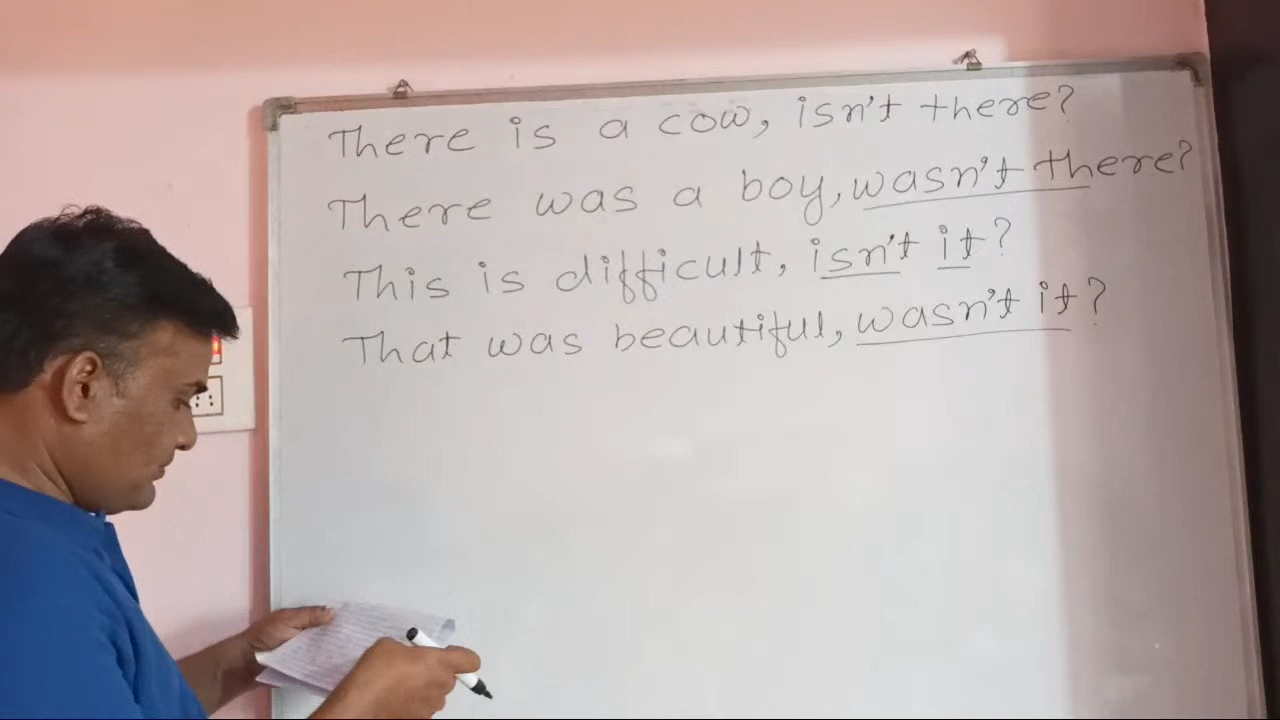 There is a cow, isn't there?
There was a boy, wasn't there?
This is difficult, isn't it?
That was beautiful, wasn't it?